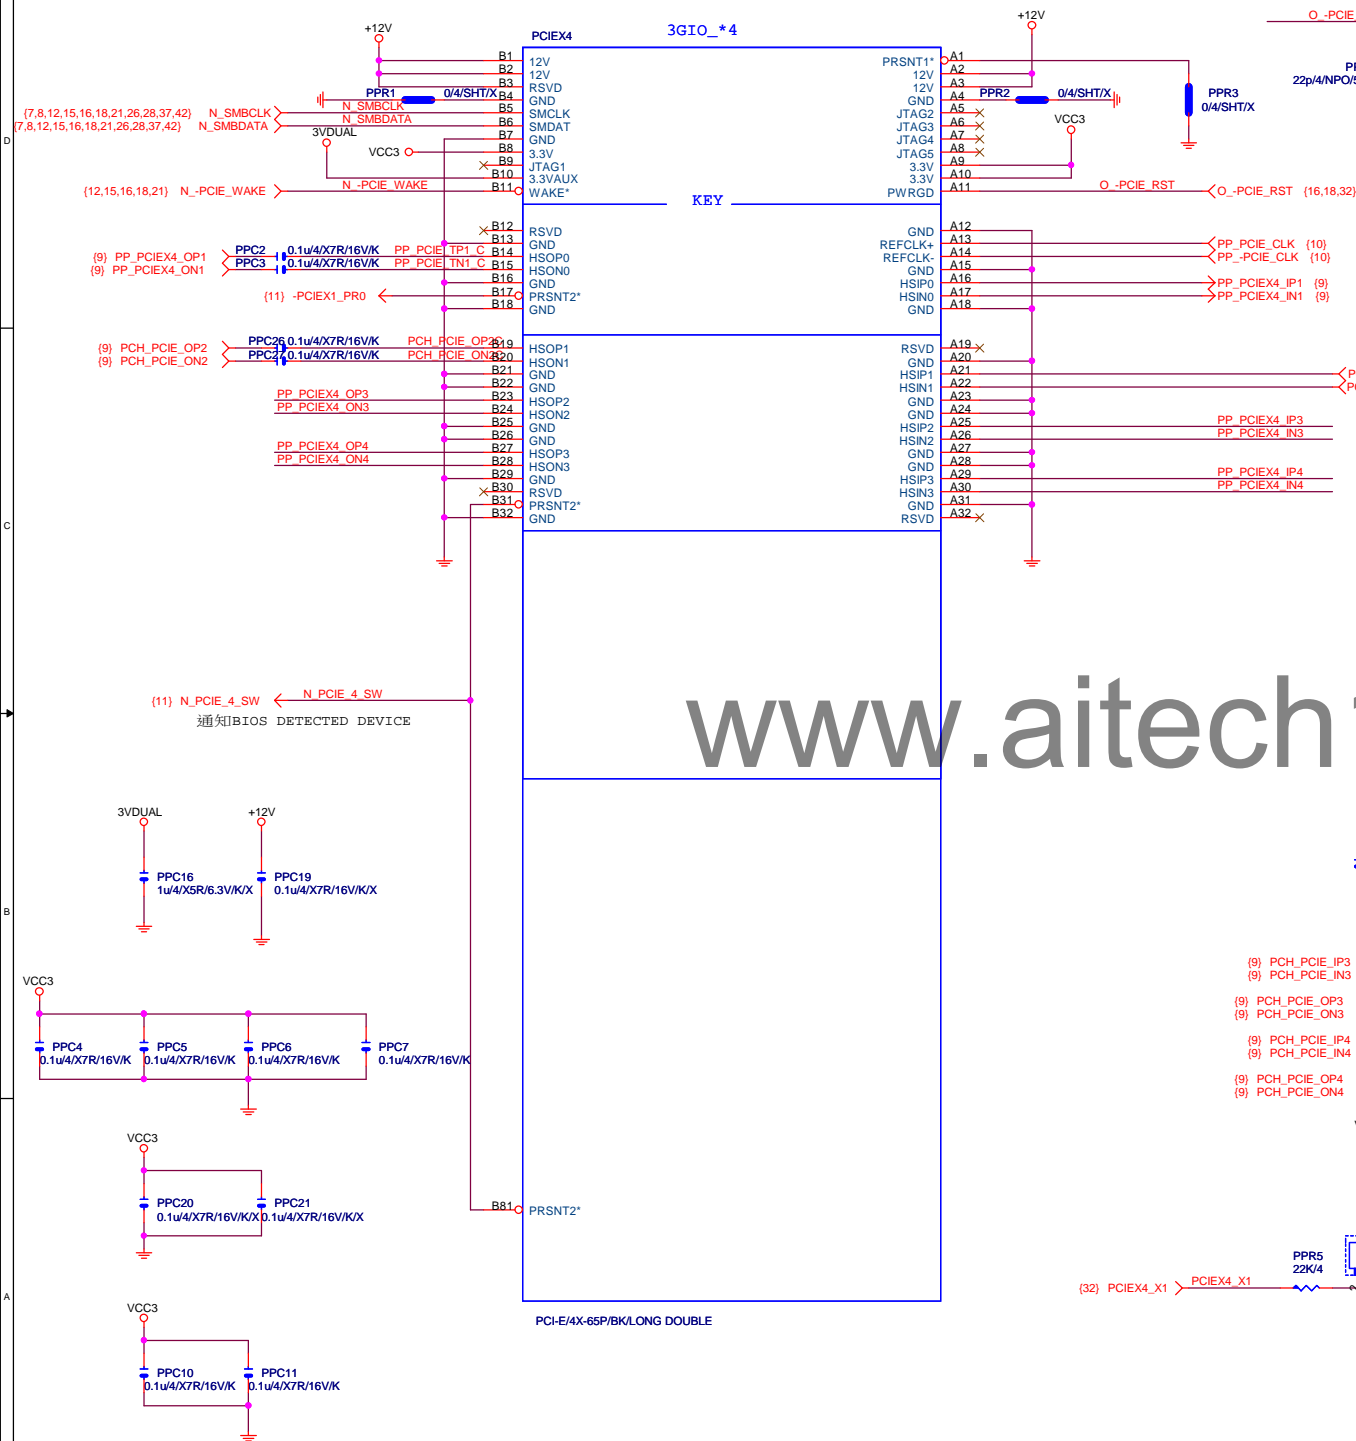 +12V
PCIEX4
3GIO_*4
+12V
O_-PCIE
B1 12V
B2 12V
B3 RSVD
B4 GND
B5 SMCLK
B6 SMDAT
B7 GND
B8 3.3V
B9 JTAG1
B10 3.3VAUX
B11 WAKE*
PRSNT1* A1
12V A2
12V A3
GND A4
JTAG2 A5
JTAG3 A6
JTAG4 A7
JTAG5 A8
3.3V A9
3.3V A10
PWRGD A11
PPR1 0/4/SHT/X
PPR2 0/4/SHT/X
PPR3
0/4/SHT/X
22p/4/NPO/
{7,8,12,15,16,18,21,26,28,37,42} N_SMBCLK N_SMBCLK
7,8,12,15,16,18,21,26,28,37,42} N_SMBDATA N_SMBDATA
3VDUAL
VCC3
VCC3
{12,15,16,18,21} N_-PCIE_WAKE N_-PCIE_WAKE
O_-PCIE_RST O_-PCIE_RST {16,18,32}
KEY
B12 RSVD
B13 GND
B14 HSOP0
B15 HSON0
B16 GND
B17 PRSNT2*
B18 GND
GND A12
REFCLK+ A13
REFCLK- A14
GND A15
HSIP0 A16
HSIN0 A17
GND A18
{9} PP_PCIEX4_OP1 PPC2 0.1u/4/X7R/16V/K PP_PCIE_TP1_C
{9} PP_PCIEX4_ON1 PPC3 0.1u/4/X7R/16V/K PP_PCIE_TN1_C
{11} -PCIEX1_PR0
PP_PCIE_CLK {10}
PP_-PCIE_CLK {10}
PP_PCIEX4_IP1 {9}
PP_PCIEX4_IN1 {9}
{9} PCH_PCIE_OP2 PPC26 0.1u/4/X7R/16V/K PCH_PCIE_OP2C
{9} PCH_PCIE_ON2 PPC27 0.1u/4/X7R/16V/K PCH_PCIE_ON2C
B19 HSOP1
B20 HSON1
B21 GND
B22 GND
B23 HSOP2
B24 HSON2
B25 GND
B26 GND
B27 HSOP3
B28 HSON3
B29 GND
B30 RSVD
B31 PRSNT2*
B32 GND
RSVD A19
GND A20
HSIP1 A21
HSIN1 A22
GND A23
GND A24
HSIP2 A25
HSIN2 A26
GND A27
GND A28
HSIP3 A29
HSIN3 A30
GND A31
RSVD A32
PP_PCIEX4_OP3
PP_PCIEX4_ON3
PP_PCIEX4_OP4
PP_PCIEX4_ON4
PP_PCIEX4_IP3
PP_PCIEX4_IN3
PP_PCIEX4_IP4
PP_PCIEX4_IN4
D
C
B
A
{11} N_PCIE_4_SW N_PCIE_4_SW
通知BIOS DETECTED DEVICE
www.aitech
3VDUAL
+12V
PPC16
1u/4/X5R/6.3V/K/X
PPC19
0.1u/4/X7R/16V/K/X
VCC3
PPC4
0.1u/4/X7R/16V/K
PPC5
0.1u/4/X7R/16V/K
PPC6
0.1u/4/X7R/16V/K
PPC7
0.1u/4/X7R/16V/K
{9} PCH_PCIE_IP3
{9} PCH_PCIE_IN3
{9} PCH_PCIE_OP3
{9} PCH_PCIE_ON3
{9} PCH_PCIE_IP4
{9} PCH_PCIE_IN4
{9} PCH_PCIE_OP4
{9} PCH_PCIE_ON4
VCC3
PPC20
0.1u/4/X7R/16V/K/X
PPC21
0.1u/4/X7R/16V/K/X
B81 PRSNT2*
PPR5
22K/4
{32} PCIEX4_X1 PCIEX4_X1
PCI-E/4X-65P/BK/LONG DOUBLE
VCC3
PPC10
0.1u/4/X7R/16V/K
PPC11
0.1u/4/X7R/16V/K